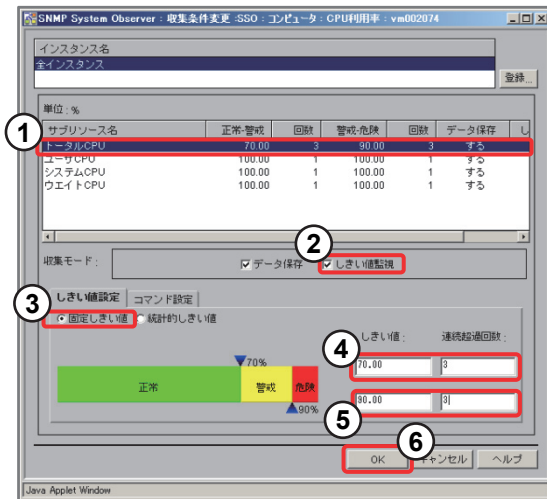 SNMP System Observer : 収集条件変更 :SSO : コンピュータ : CPU利用率 : vm002074
インスタンス名
全インスタンス
登録...
単位 : %
1
サブリソース名 正常-警戒 回数 警戒-危険 回数 データ保存 し
トータルCPU 70.00 3 90.00 3 する
ユーザCPU 100.00 1 100.00 1 する
システムCPU 100.00 1 100.00 1 する
ウエイトCPU 100.00 1 100.00 1 する
2
収集モード : データ保存 しきい値監視
3
しきい値設定 コマンド設定
固定しきい値 統計的しきい値
しきい値 : 連続超過回数 :
4
70% 70.00 3
正常 警戒 危険
90% 90.00 3
5
6
OK キャンセル ヘルプ
Java Applet Window